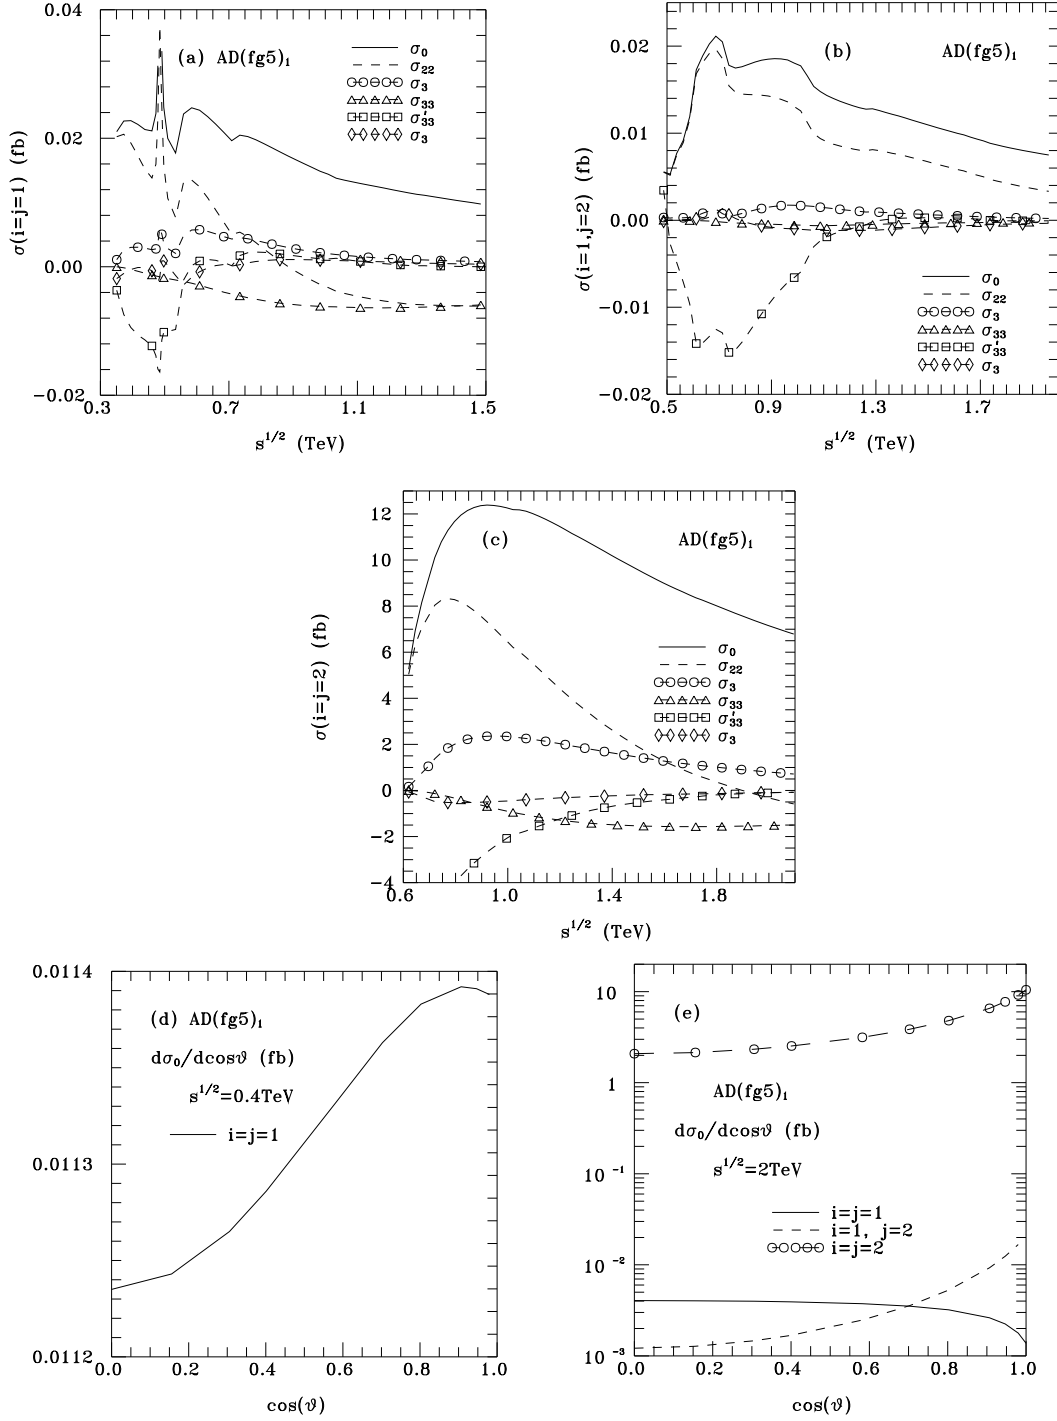 0.04
0.02
0.00
−0.02
σ(i=j=1) (fb)
(a) AD(fg5)₁
σ₀
σ₂₂
σ₃
σ₃₃
σ′₃₃
σ₃
0.3 0.7 1.1 1.5
s^{1/2} (TeV)
0.02
0.01
0.00
−0.01
−0.02
σ(i=1,j=2) (fb)
(b) AD(fg5)₁
σ₀
σ₂₂
σ₃
σ₃₃
σ′₃₃
σ₃
0.5 0.9 1.3 1.7
s^{1/2} (TeV)
12
10
8
6
4
2
0
−2
−4
σ(i=j=2) (fb)
(c) AD(fg5)₁
σ₀
σ₂₂
σ₃
σ₃₃
σ′₃₃
σ₃
0.6 1.0 1.4 1.8
s^{1/2} (TeV)
0.0114
0.0113
0.0112
(d) AD(fg5)₁
dσ₀/dcosϑ (fb)
s^{1/2}=0.4TeV
i=j=1
0.0 0.2 0.4 0.6 0.8 1.0
cos(ϑ)
10
1
10⁻¹
10⁻²
10⁻³
(e)
AD(fg5)₁
dσ₀/dcosϑ (fb)
s^{1/2}=2TeV
i=j=1
i=1, j=2
i=j=2
0.0 0.2 0.4 0.6 0.8 1.0
cos(ϑ)